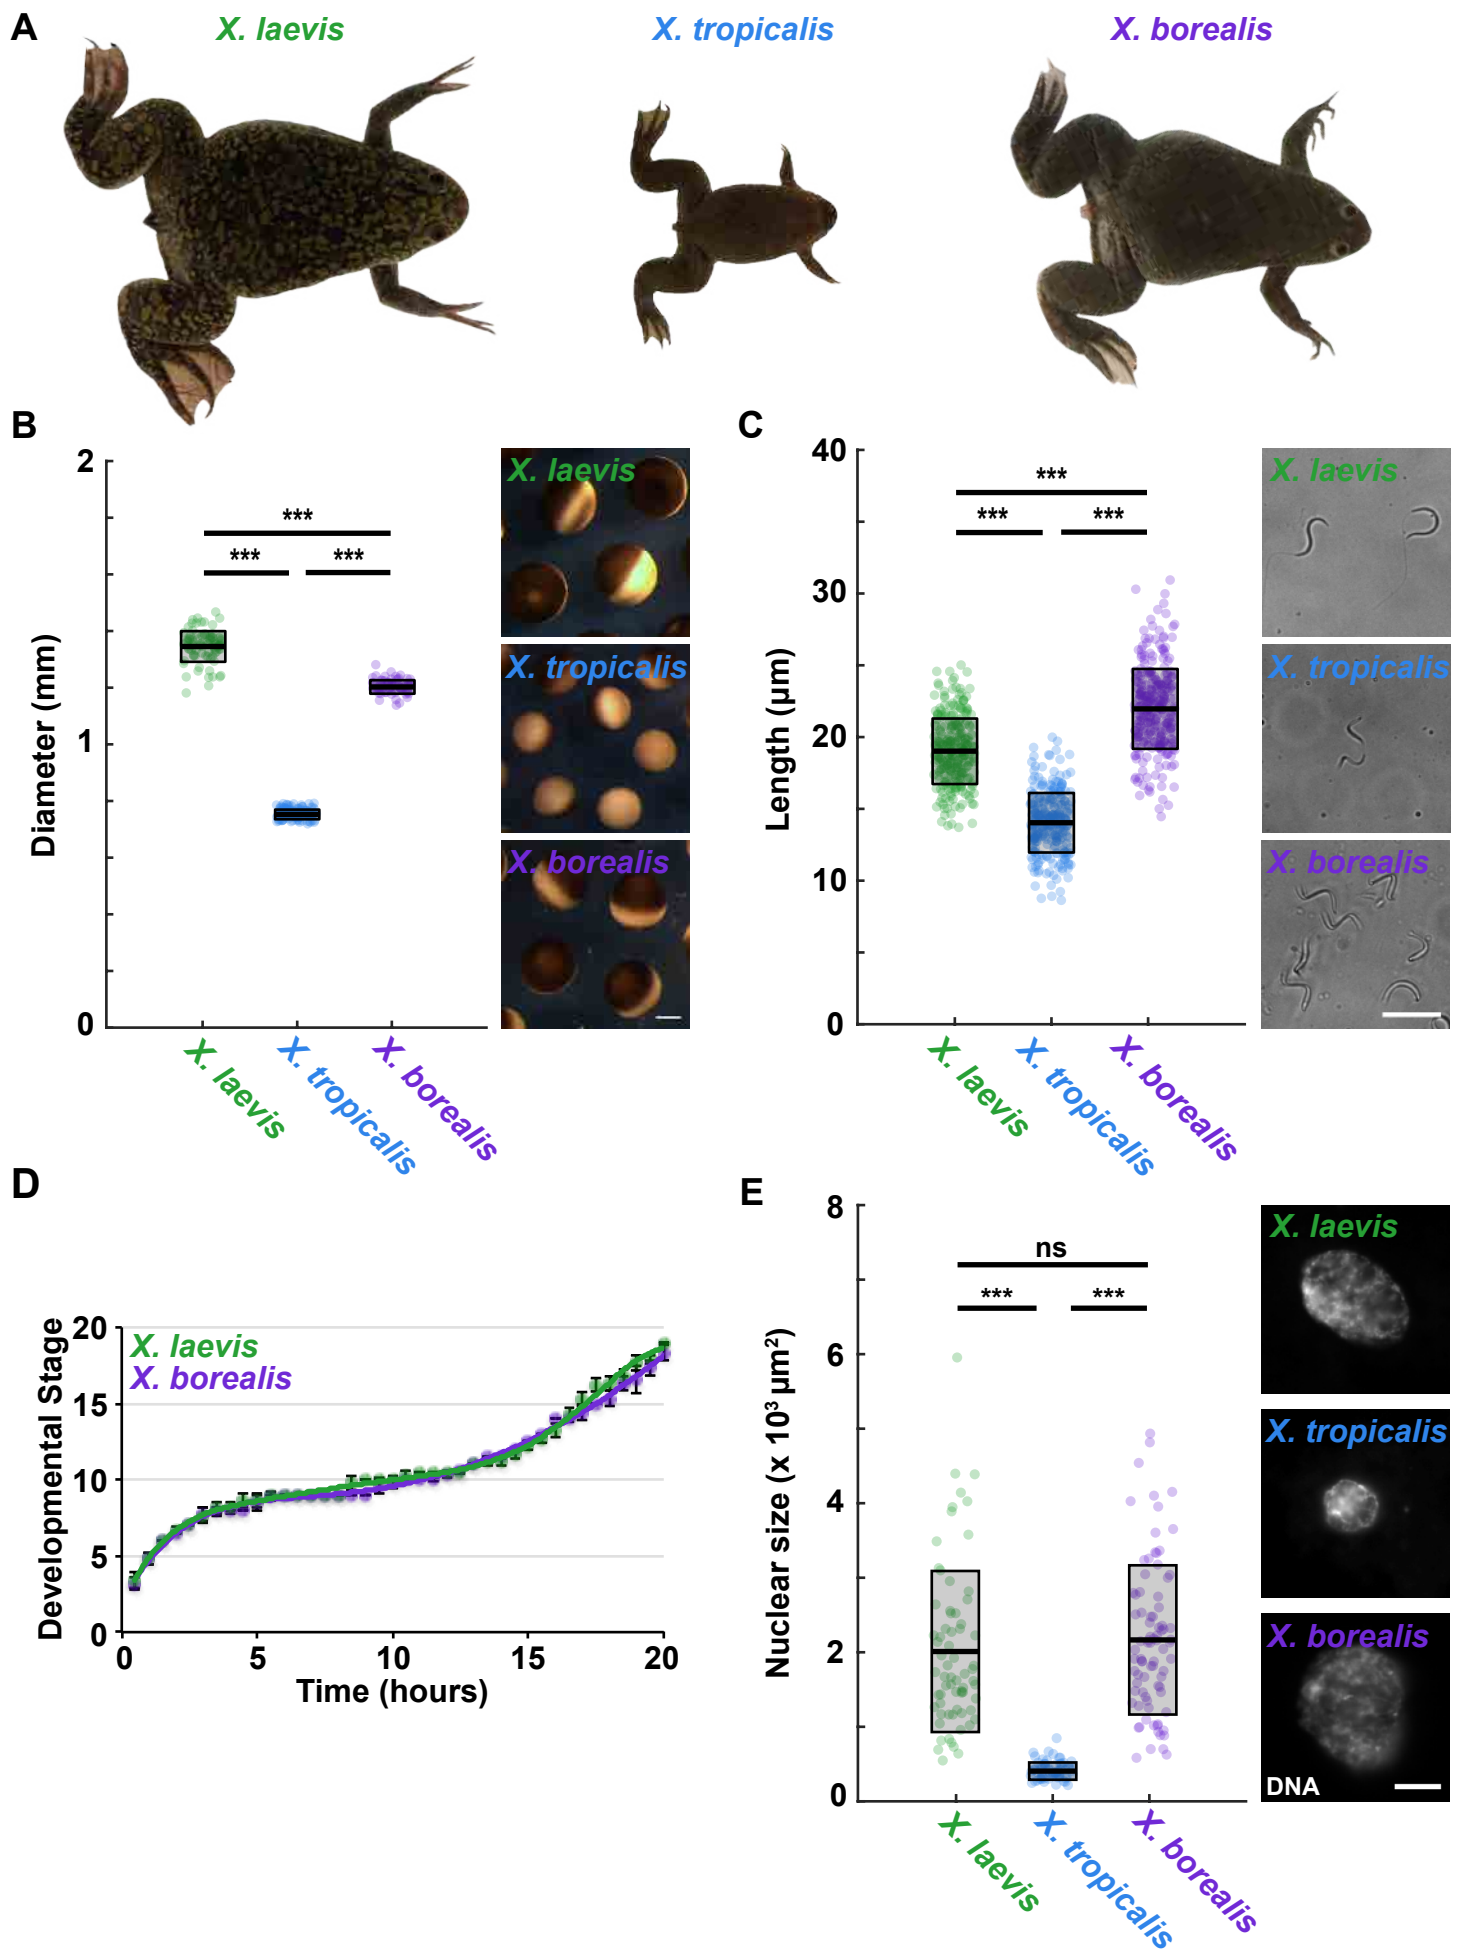 A
X. laevis
X. tropicalis
X. borealis
B
2
1
0
Diameter (mm)
***
***
***
X. laevis
X. tropicalis
X. borealis
X. laevis
X. tropicalis
X. borealis
C
40
30
20
10
0
Length (µm)
***
***
***
X. laevis
X. tropicalis
X. borealis
X. laevis
X. tropicalis
X. borealis
D
20
15
10
5
0
Developmental Stage
X. laevis
X. borealis
0
5
10
15
20
Time (hours)
E
8
6
4
2
0
Nuclear size (x 10³ µm²)
ns
***
***
X. laevis
X. tropicalis
X. borealis
X. laevis
X. tropicalis
X. borealis
DNA